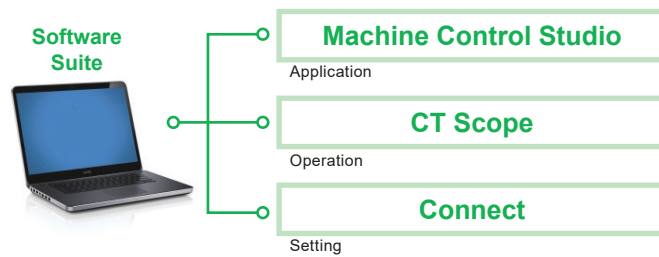 Software
Suite
Machine Control Studio
Application
CT Scope
Operation
Connect
Setting